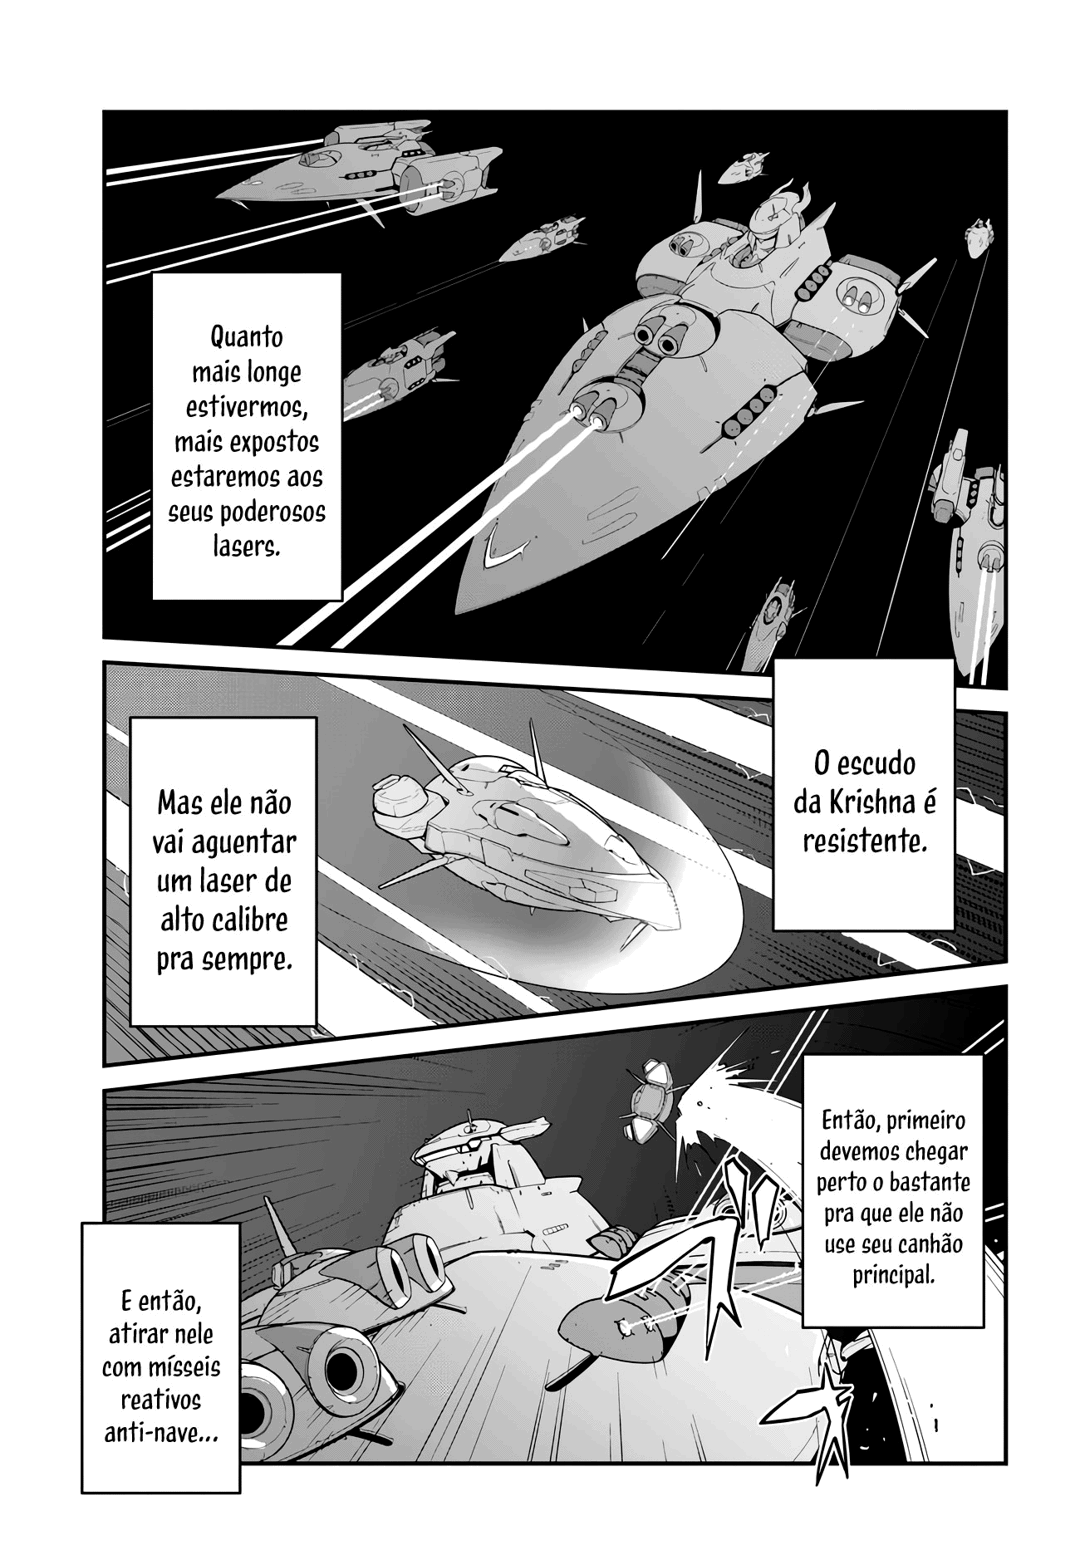 Quanto
mais longe
estivermos,
mais expostos
estaremos aos
seus poderosos
lasers.
O escudo
da Krishna é
resistente.
Mas ele não
vai aguentar
um laser de
alto calibre
pra sempre.
Então, primeiro
devemos chegar
perto o bastante
pra que ele não
use seu canhão
principal.
E então,
atirar nele
com mísseis
reativos
anti-nave...